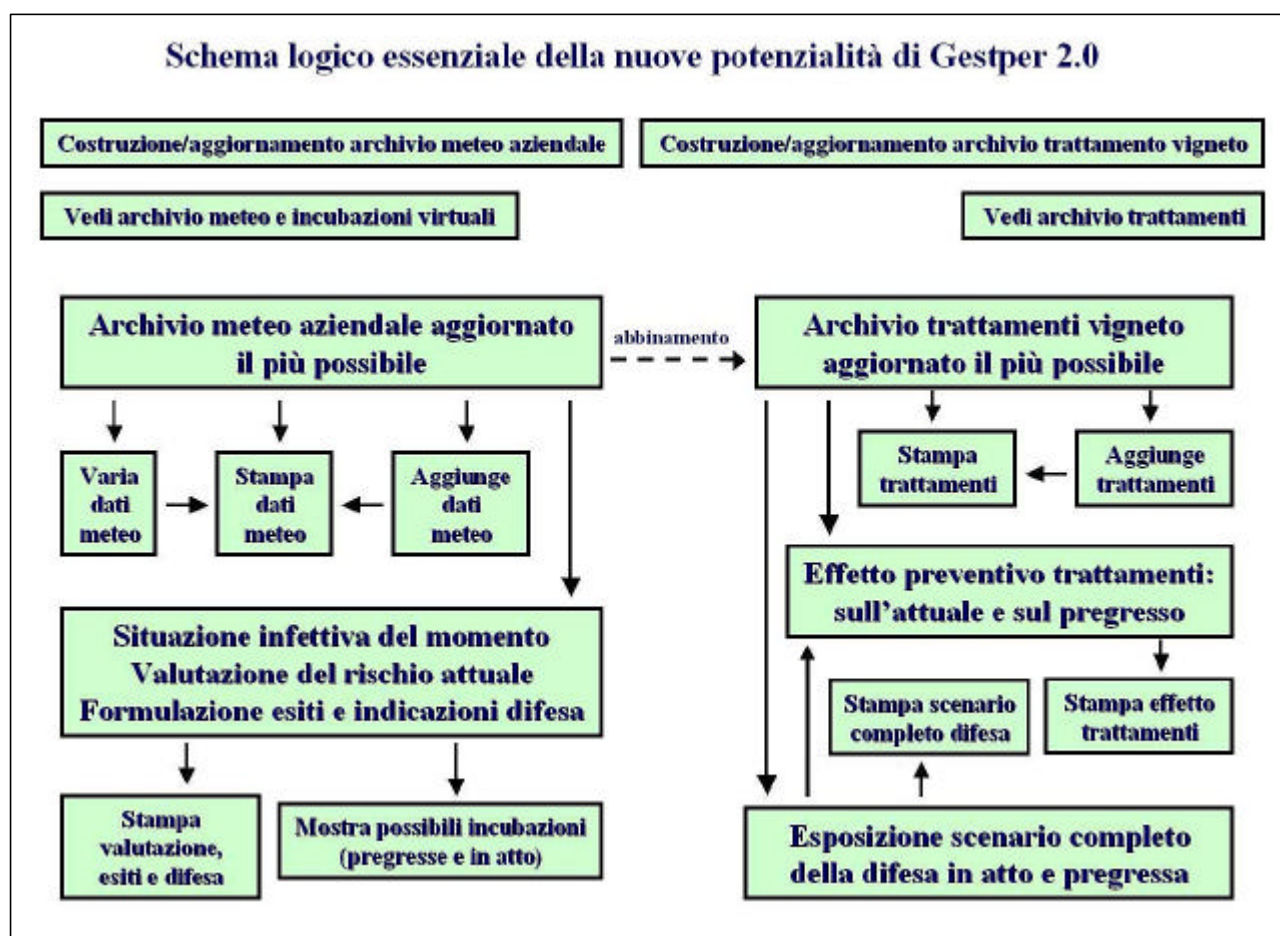 Schema logico essenziale della nuove potenzialità di Gestper 2.0
Costruzione/aggiornamento archivio meteo aziendale
Costruzione/aggiornamento archivio trattamento vigneto
Vedi archivio meteo e incubazioni virtuali
Vedi archivio trattamenti
Archivio meteo aziendale aggiornato
il più possibile
abbinamento
Archivio trattamenti vigneto
aggiornato il più possibile
Varia
dati
meteo
Stampa
dati
meteo
Aggiunge
dati
meteo
Stampa
trattamenti
Aggiunge
trattamenti
Effetto preventivo trattamenti:
sull'attuale e sul pregresso
Situazione infettiva del momento
Valutazione del rischio attuale
Formulazione esiti e indicazioni difesa
Stampa scenario
completo difesa
Stampa effetto
trattamenti
Stampa
valutazione,
esiti e difesa
Mostra possibili incubazioni
(pregresse e in atto)
Esposizione scenario completo
della difesa in atto e pregressa